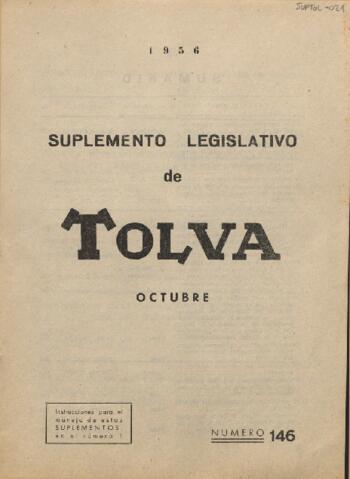 SUPTOL-021
1956
SUPLEMENTO LEGISLATIVO
de
TOLVA
OCTUBRE
Instrucciones para el
manejo de estos
SUPLEMENTOS,
en el número 1
NUMERO 146